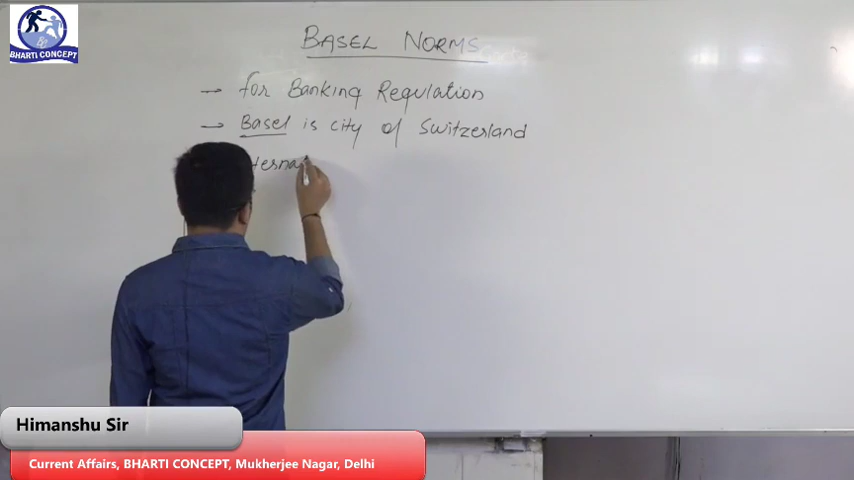 BHARTI CONCEPT
BASEL NORMS
→ for Banking Regulation
→ Basel is city of Switzerland
Himanshu Sir
Current Affairs, BHARTI CONCEPT, Mukherjee Nagar, Delhi